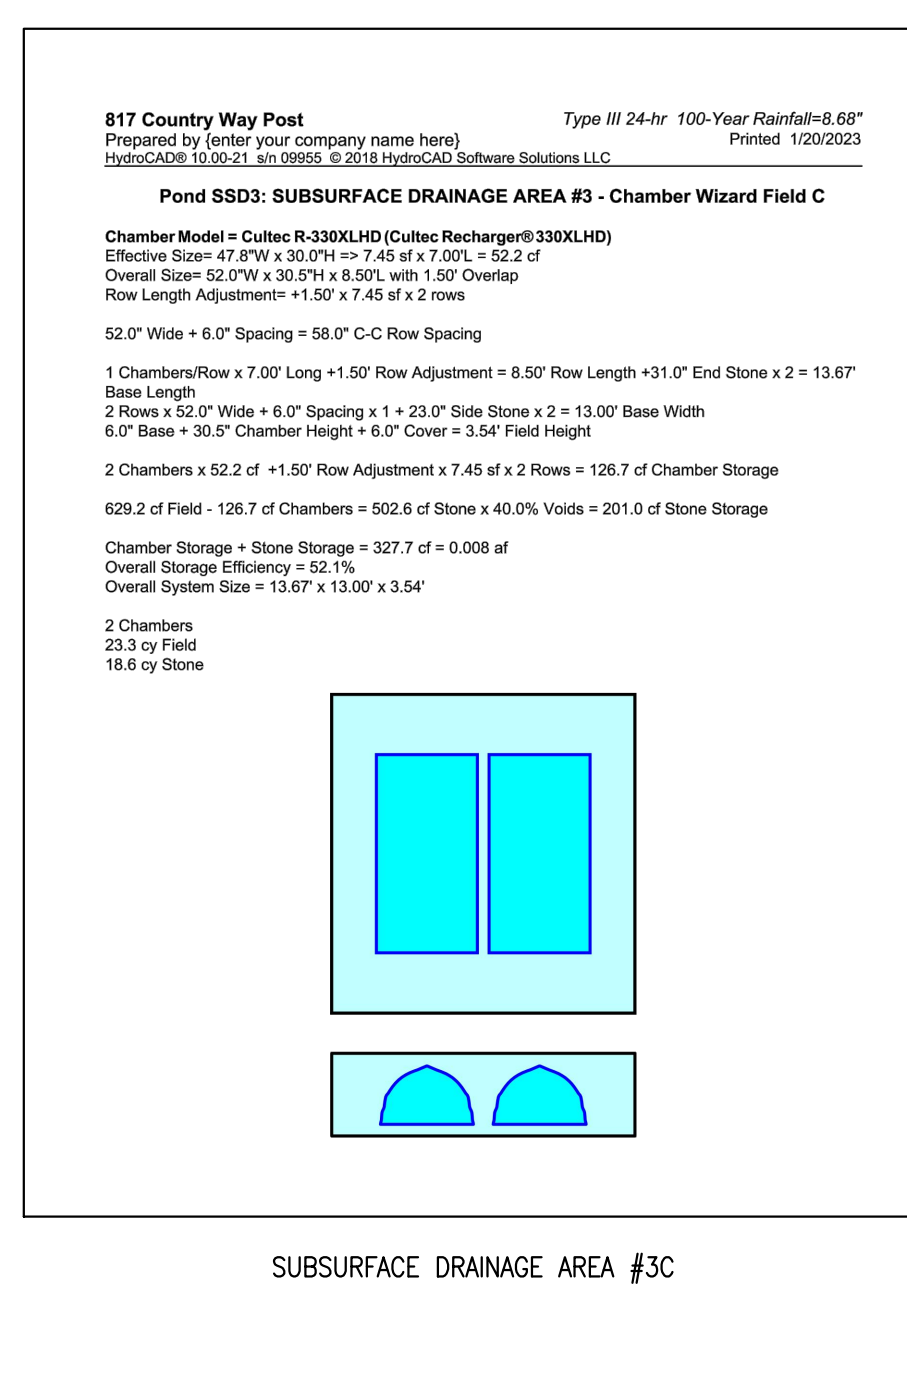 817 Country Way Post
Type III 24-hr  100-Year Rainfall=8.68"
Prepared by {enter your company name here}
Printed  1/20/2023
HydroCAD® 10.00-21  s/n 09955  © 2018 HydroCAD Software Solutions LLC
Pond SSD3: SUBSURFACE DRAINAGE AREA #3 - Chamber Wizard Field C
Chamber Model = Cultec R-330XLHD (Cultec Recharger® 330XLHD)
Effective Size= 47.8"W x 30.0"H => 7.45 sf x 7.00'L = 52.2 cf
Overall Size= 52.0"W x 30.5"H x 8.50'L with 1.50' Overlap
Row Length Adjustment= +1.50' x 7.45 sf x 2 rows
52.0" Wide + 6.0" Spacing = 58.0" C-C Row Spacing
1 Chambers/Row x 7.00' Long +1.50' Row Adjustment = 8.50' Row Length +31.0" End Stone x 2 = 13.67'
Base Length
2 Rows x 52.0" Wide + 6.0" Spacing x 1 + 23.0" Side Stone x 2 = 13.00' Base Width
6.0" Base + 30.5" Chamber Height + 6.0" Cover = 3.54' Field Height
2 Chambers x 52.2 cf  +1.50' Row Adjustment x 7.45 sf x 2 Rows = 126.7 cf Chamber Storage
629.2 cf Field - 126.7 cf Chambers = 502.6 cf Stone x 40.0% Voids = 201.0 cf Stone Storage
Chamber Storage + Stone Storage = 327.7 cf = 0.008 af
Overall Storage Efficiency = 52.1%
Overall System Size = 13.67' x 13.00' x 3.54'
2 Chambers
23.3 cy Field
18.6 cy Stone
SUBSURFACE DRAINAGE AREA #3C